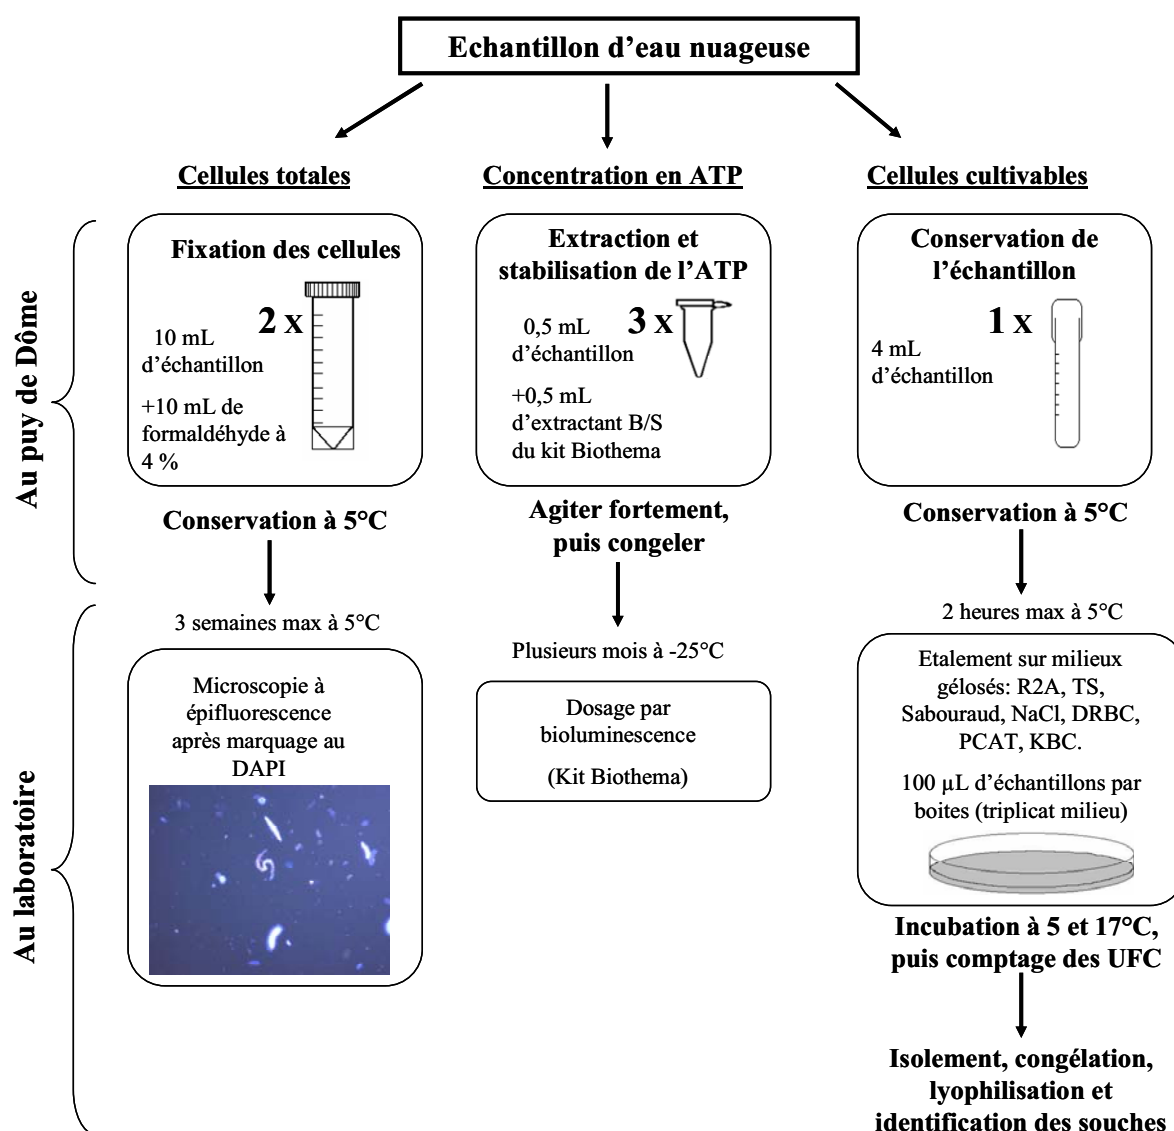 Echantillon d'eau nuageuse
Cellules totales
Concentration en ATP
Cellules cultivables
Au puy de Dôme
Fixation des cellules
2 x
10 mL
d'échantillon
+10 mL de
formaldéhyde à
4 %
Conservation à 5°C
Extraction et
stabilisation de l'ATP
0,5 mL
d'échantillon
3 x
+0,5 mL
d'extractant B/S
du kit Biothema
Agiter fortement,
puis congeler
Conservation de
l'échantillon
1 x
4 mL
d'échantillon
Conservation à 5°C
Au laboratoire
3 semaines max à 5°C
Microscopie à
épifluorescence
après marquage au
DAPI
Plusieurs mois à -25°C
Dosage par
bioluminescence
(Kit Biothema)
2 heures max à 5°C
Etalement sur milieux
gélosés: R2A, TS,
Sabouraud, NaCl, DRBC,
PCAT, KBC.
100 µL d'échantillons par
boites (triplicat milieu)
Incubation à 5 et 17°C,
puis comptage des UFC
Isolement, congélation,
lyophilisation et
identification des souches